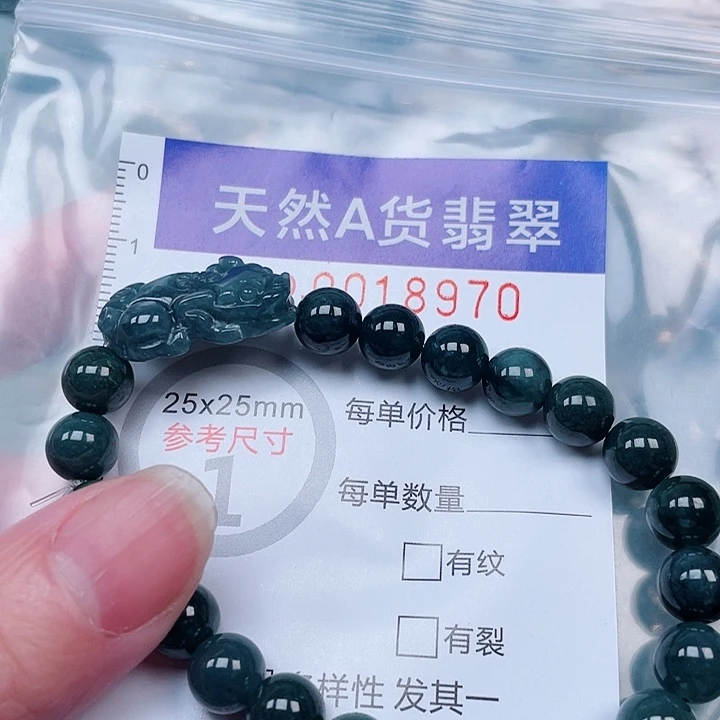 0
天然A货翡翠
1
0018970
25x25mm
每单价格
参考尺寸
1
每单数量
有纹
有裂
样性 发其一